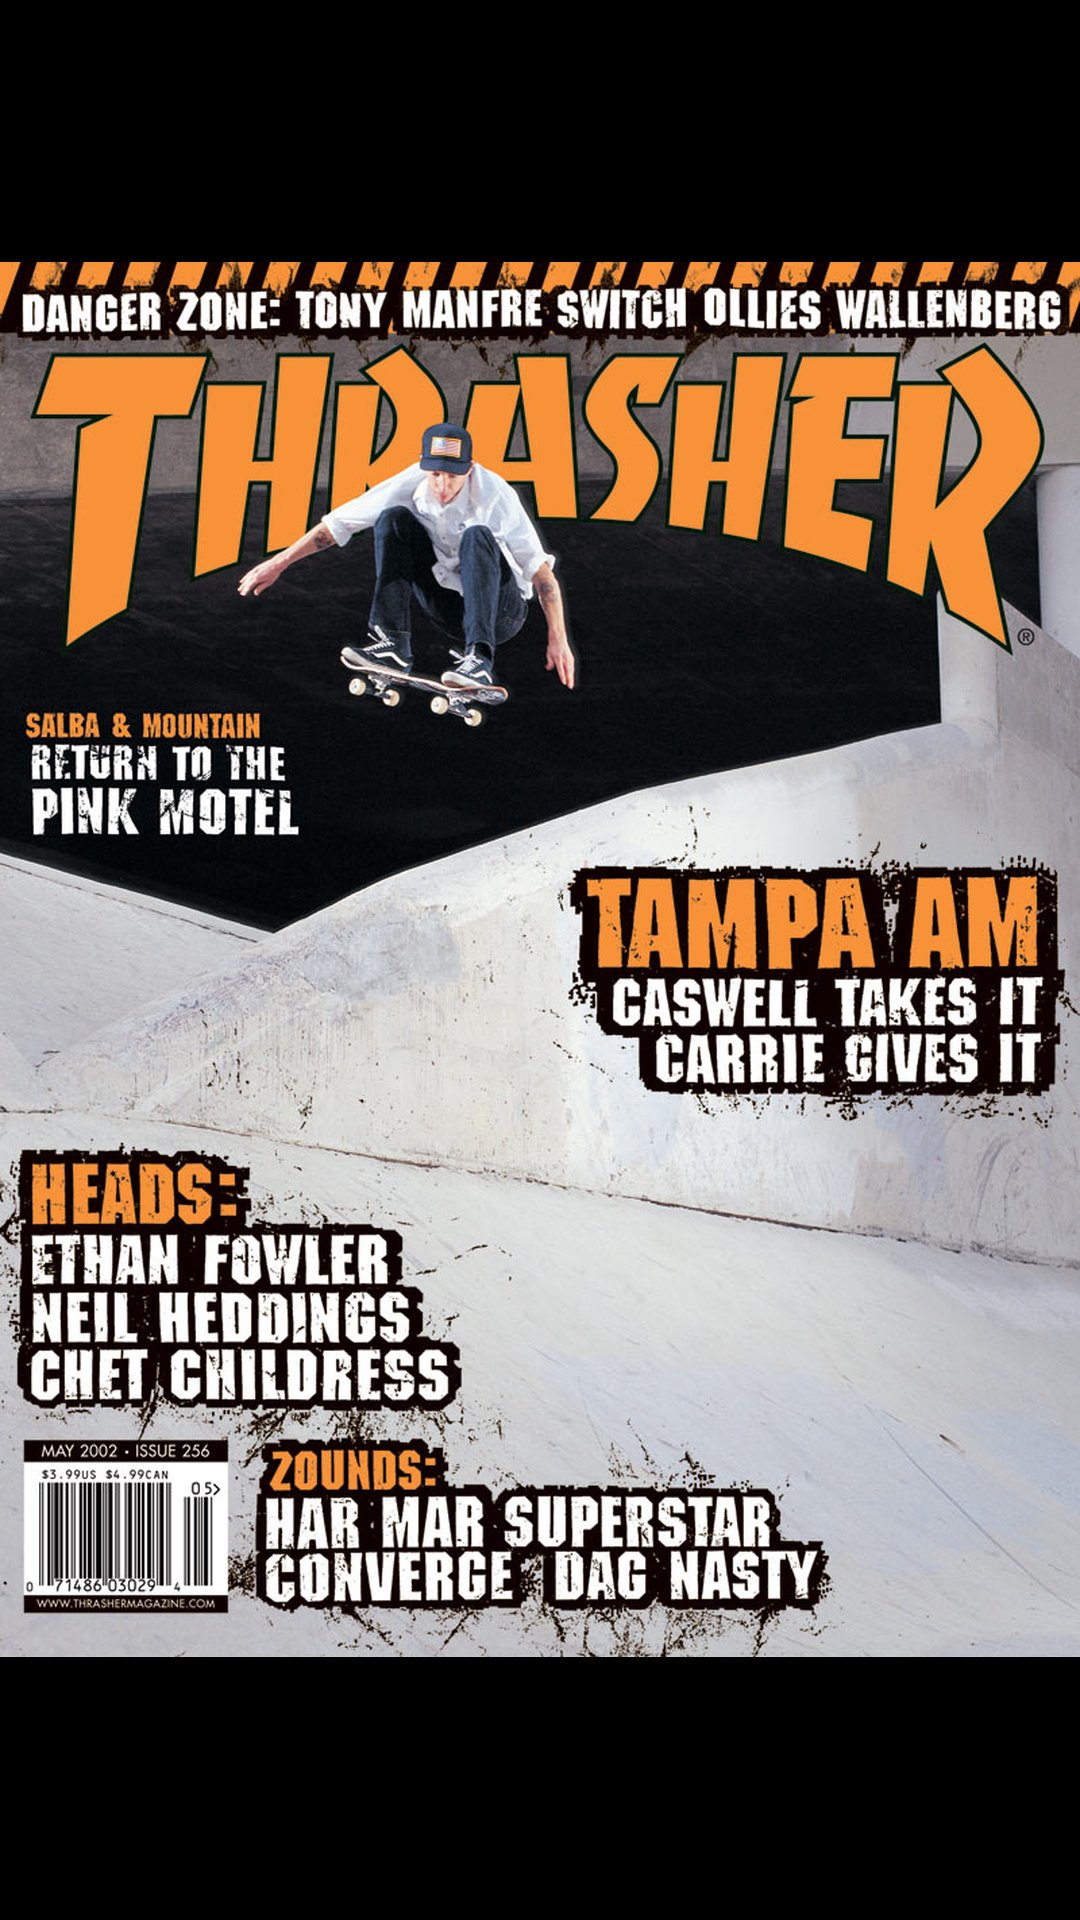 DANGER ZONE: TONY MANFRE SWITCH OLLIES WALLENBERG
THRASHER®
SALBA & MOUNTAIN
RETURN TO THE
PINK MOTEL
TAMPA AM
CASWELL TAKES IT
CARRIE GIVES IT
HEADS:
ETHAN FOWLER
NEIL HEDDINGS
CHET CHILDRESS
MAY 2002 • ISSUE 256
$3.99US $4.99CAN
05>
0 71486 03029 4
WWW.THRASHERMAGAZINE.COM
ZOUNDS:
HAR MAR SUPERSTAR
CONVERGE DAG NASTY